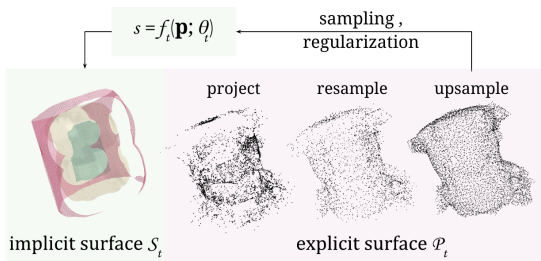 s = f_t(p; θ_t)
sampling ,
regularization
project
resample
upsample
implicit surface 𝒮_t
explicit surface 𝒫_t